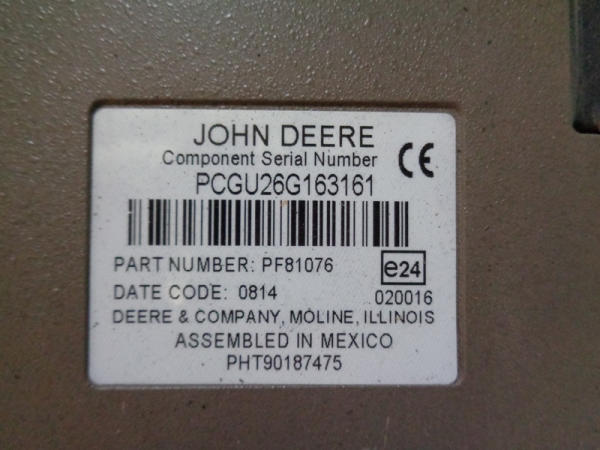 JOHN DEERE
Component Serial Number
CE
PCGU26G163161
PART NUMBER: PF81076
e24
DATE CODE: 0814
020016
DEERE & COMPANY, MOLINE, ILLINOIS
ASSEMBLED IN MEXICO
PHT90187475